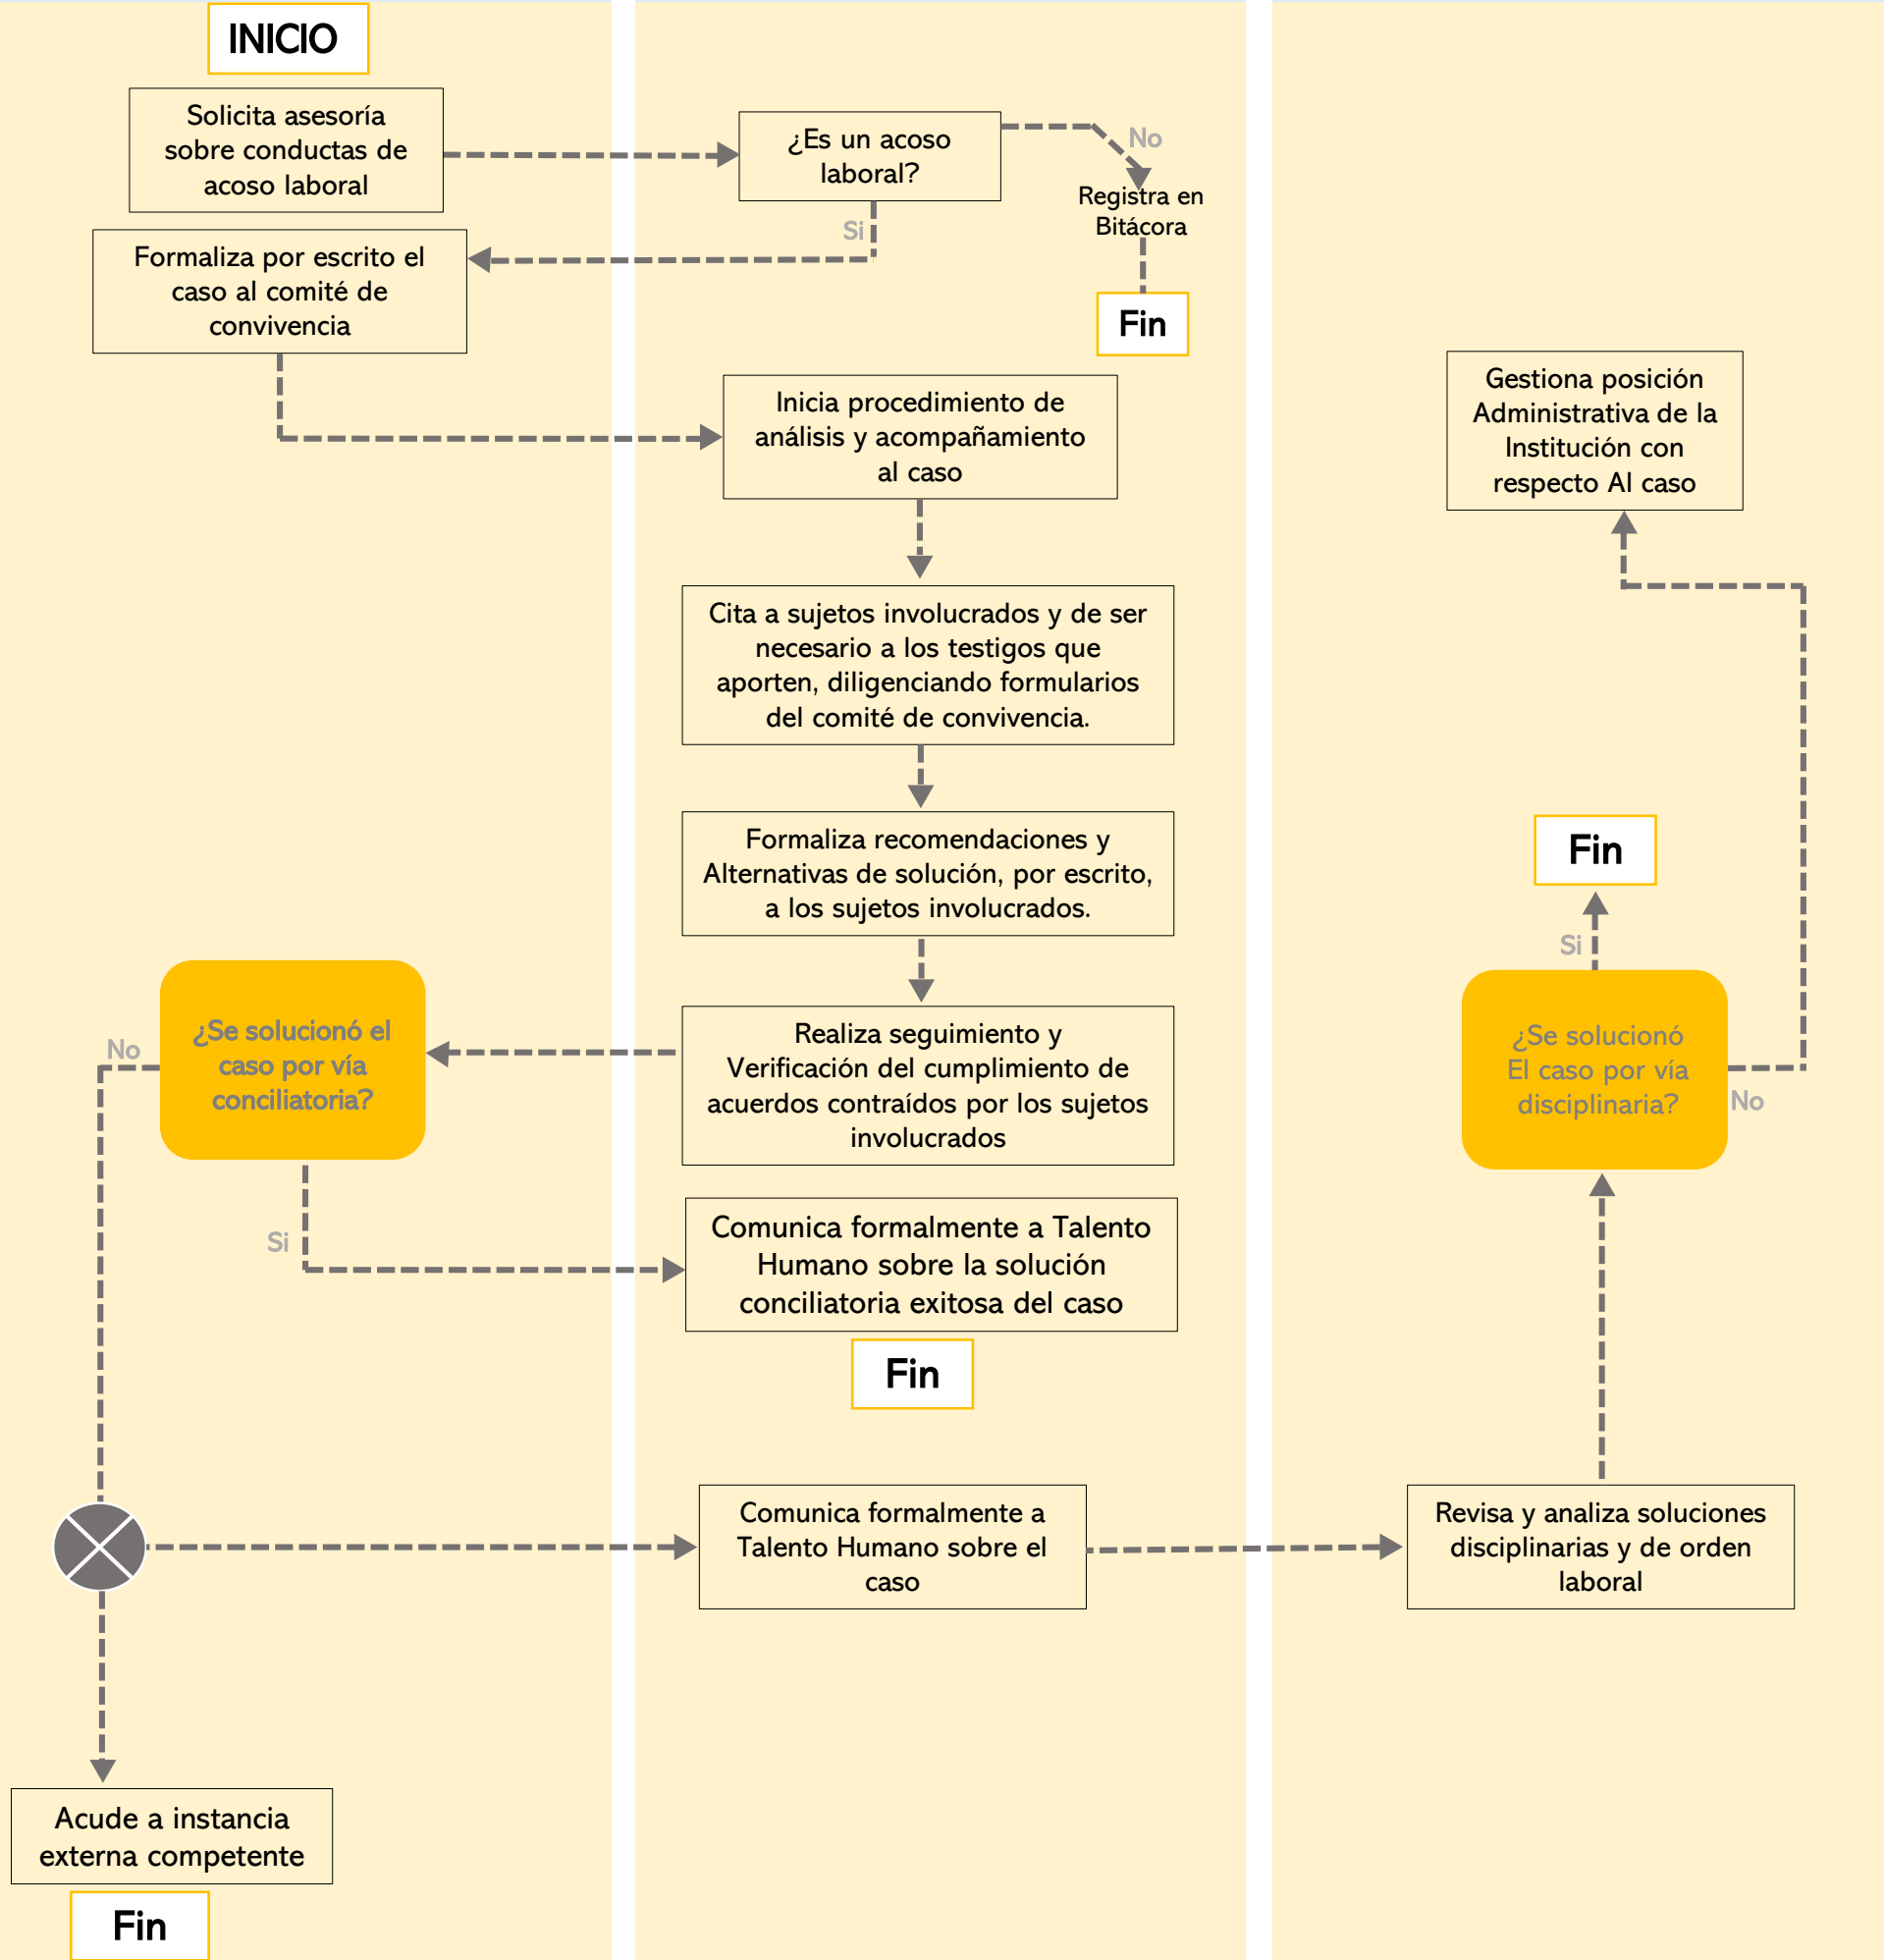 INICIO
Solicita asesoría
sobre conductas de
acoso laboral
¿Es un acoso
laboral?
No
Registra en
Bitácora
Fin
Si
Formaliza por escrito el
caso al comité de
convivencia
Inicia procedimiento de
análisis y acompañamiento
al caso
Cita a sujetos involucrados y de ser
necesario a los testigos que
aporten, diligenciando formularios
del comité de convivencia.
Formaliza recomendaciones y
Alternativas de solución, por escrito,
a los sujetos involucrados.
Realiza seguimiento y
Verificación del cumplimiento de
acuerdos contraídos por los sujetos
involucrados
¿Se solucionó el
caso por vía
conciliatoria?
No
Si
Comunica formalmente a Talento
Humano sobre la solución
conciliatoria exitosa del caso
Fin
Comunica formalmente a
Talento Humano sobre el
caso
Revisa y analiza soluciones
disciplinarias y de orden
laboral
¿Se solucionó
El caso por vía
disciplinaria?
Si
Fin
No
Gestiona posición
Administrativa de la
Institución con
respecto Al caso
Acude a instancia
externa competente
Fin